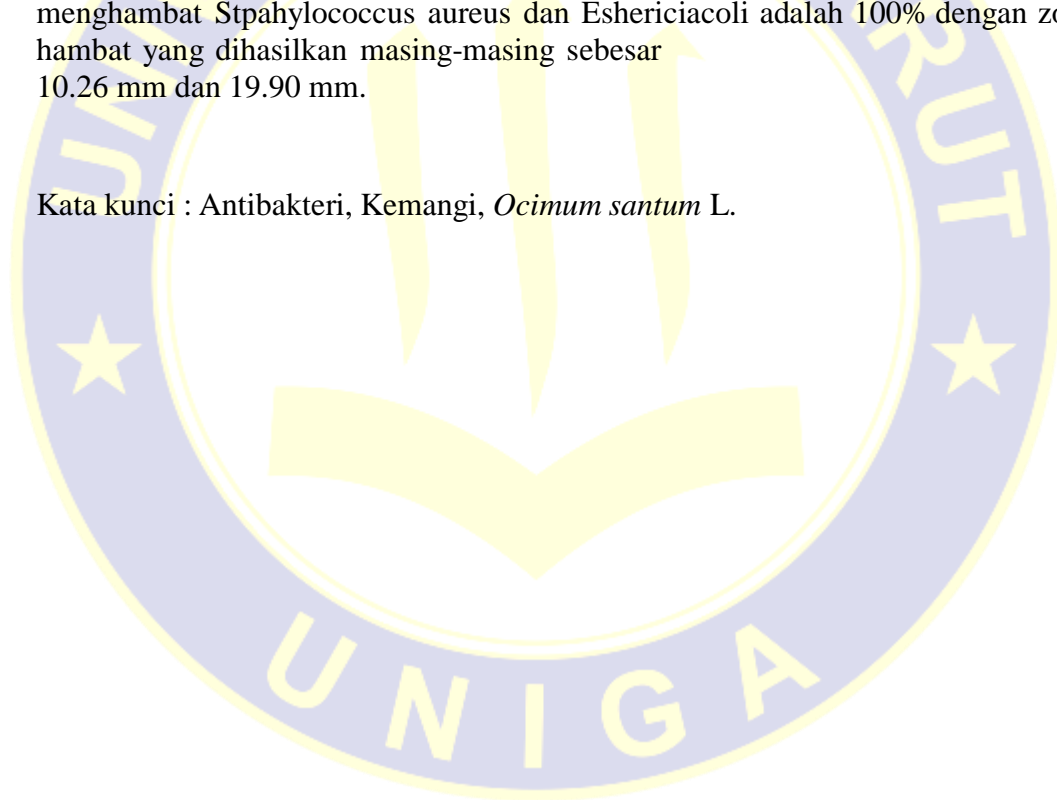 menghambat Stpahylococcus aureus dan Eshericiacoli adalah 100% dengan
hambat yang dihasilkan masing-masing sebesar
10.26 mm dan 19.90 mm.
Kata kunci : Antibakteri, Kemangi, Ocimum santum L.
UNIGA